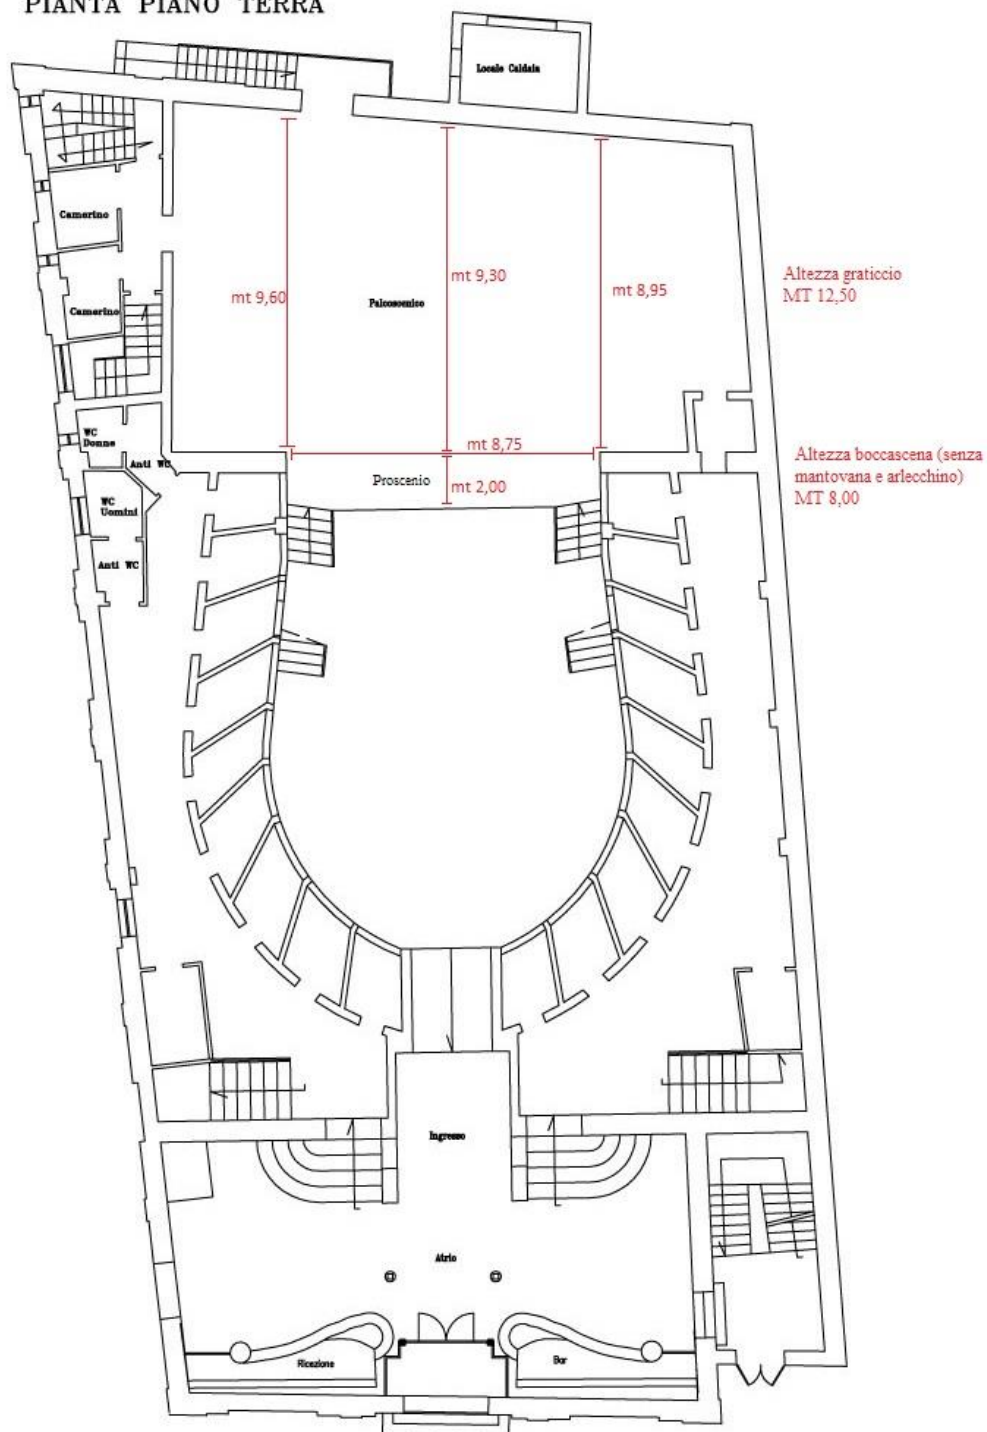 PIANTA PIANO TERRA
Locale Caldaia
Camerino
mt 9,60
Palcoscenico
mt 9,30
mt 8,95
Altezza graticcio
MT 12,50
Camerino
WC
Donne
Anti WC
mt 8,75
Proscenio
mt 2,00
Altezza boccascena (senza
mantovana e arlecchino)
MT 8,00
WC
Uomini
Anti WC
Ingresso
Atrio
Ricezione
Bar